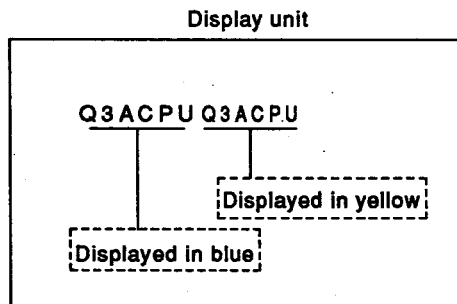 Display unit
Q3ACPU Q3ACPU
Displayed in yellow
Displayed in blue